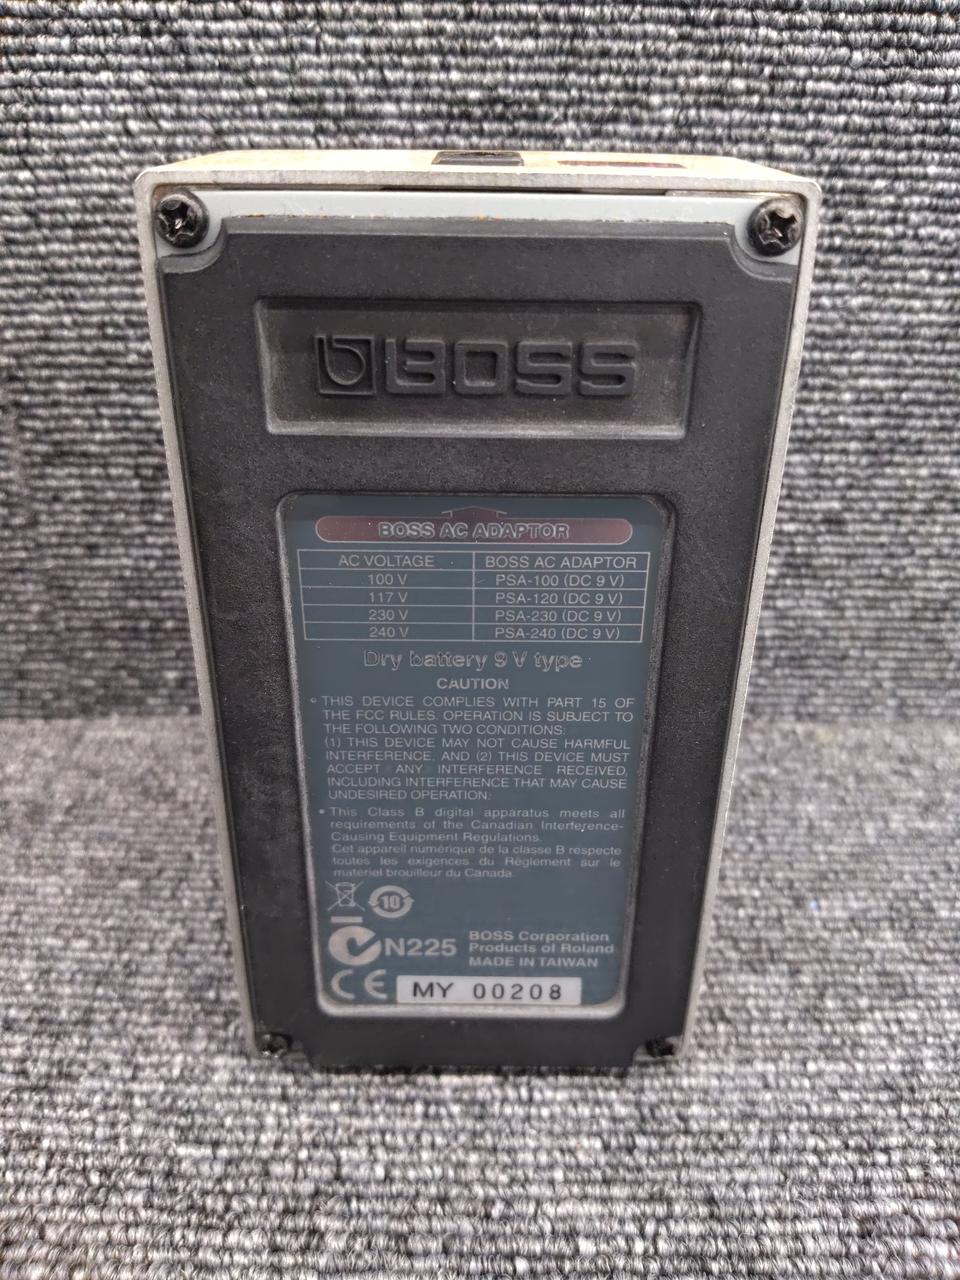 BOSS
BOSS AC ADAPTOR
AC VOLTAGE BOSS AC ADAPTOR
100 V PSA-100 (DC 9 V)
117 V PSA-120 (DC 9 V)
230 V PSA-230 (DC 9 V)
240 V PSA-240 (DC 9 V)
Dry battery 9 V type
CAUTION
• THIS DEVICE COMPLIES WITH PART 15 OF
THE FCC RULES. OPERATION IS SUBJECT TO
THE FOLLOWING TWO CONDITIONS:
(1) THIS DEVICE MAY NOT CAUSE HARMFUL
INTERFERENCE, AND (2) THIS DEVICE MUST
ACCEPT ANY INTERFERENCE RECEIVED,
INCLUDING INTERFERENCE THAT MAY CAUSE
UNDESIRED OPERATION.
• This Class B digital apparatus meets all
requirements of the Canadian Interference-
Causing Equipment Regulations.
Cet appareil numérique de la classe B respecte
toutes les exigences du Règlement sur le
matériel brouilleur du Canada.
10
N225
BOSS Corporation
Products of Roland
MADE IN TAIWAN
CE
MY 00208